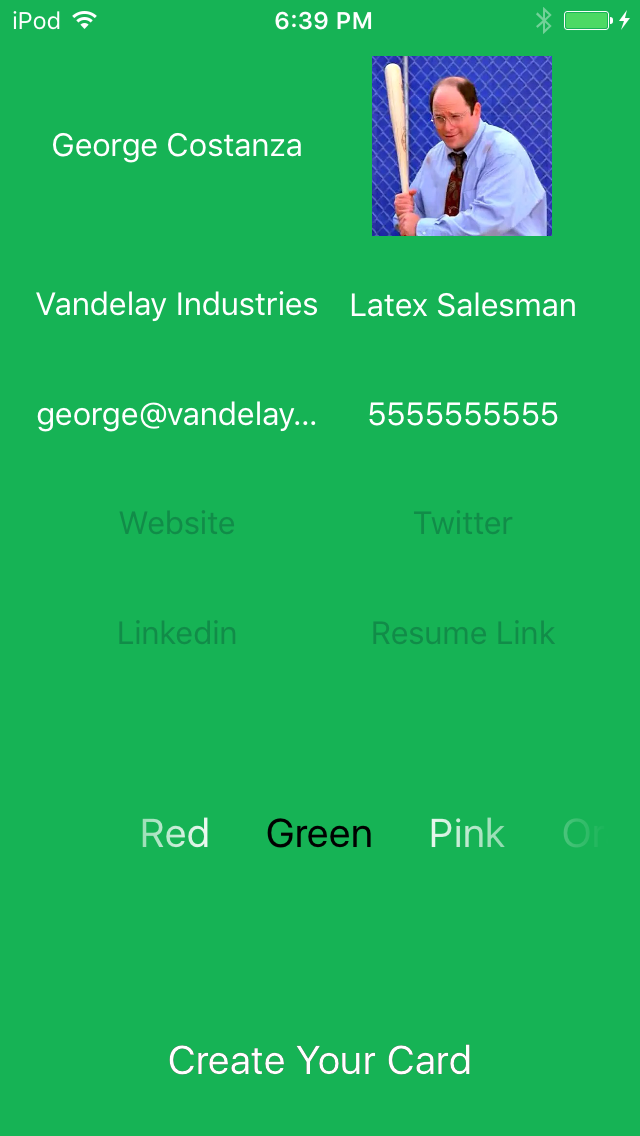 iPod 6:39 PM
George Costanza
Vandelay Industries Latex Salesman
george@vandelay... 5555555555
Website Twitter
Linkedin Resume Link
Red Green Pink Or
Create Your Card